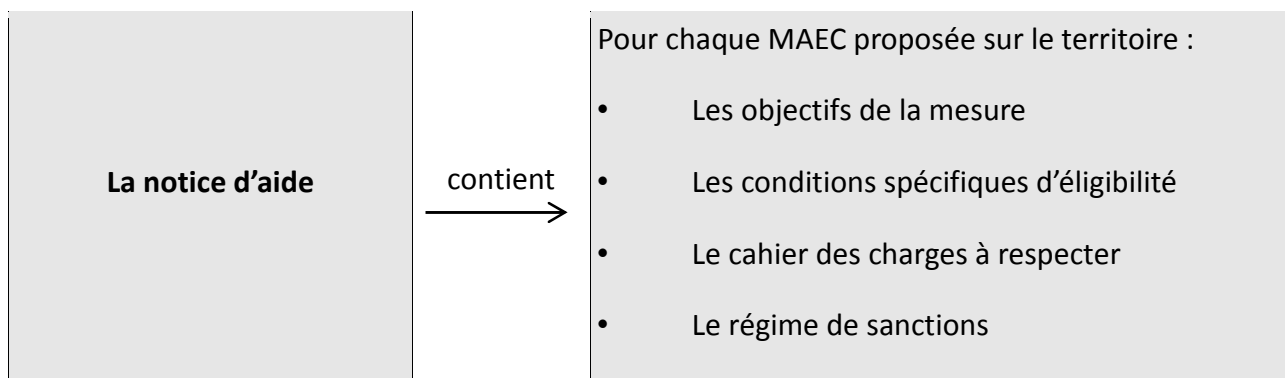 La notice d’aide
contient
Pour chaque MAEC proposée sur le territoire :
• Les objectifs de la mesure
• Les conditions spécifiques d’éligibilité
• Le cahier des charges à respecter
• Le régime de sanctions